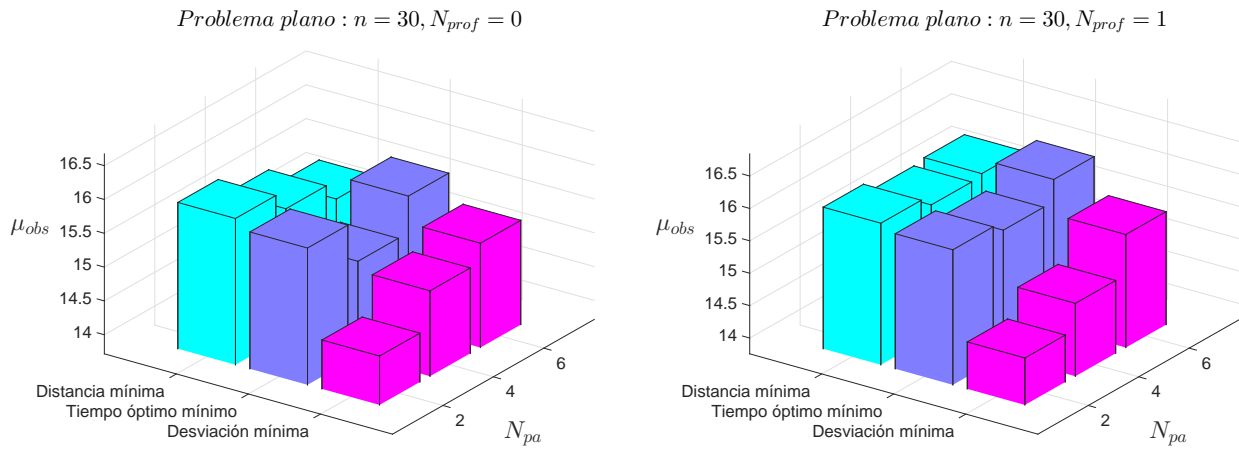 Problema plano : n = 30, N_prof = 0
16.5
16
15.5
15
14.5
14
μ_obs
Distancia mínima
Tiempo óptimo mínimo
Desviación mínima
2
4
6
N_pa
Problema plano : n = 30, N_prof = 1
16.5
16
15.5
15
14.5
14
μ_obs
Distancia mínima
Tiempo óptimo mínimo
Desviación mínima
2
4
6
N_pa